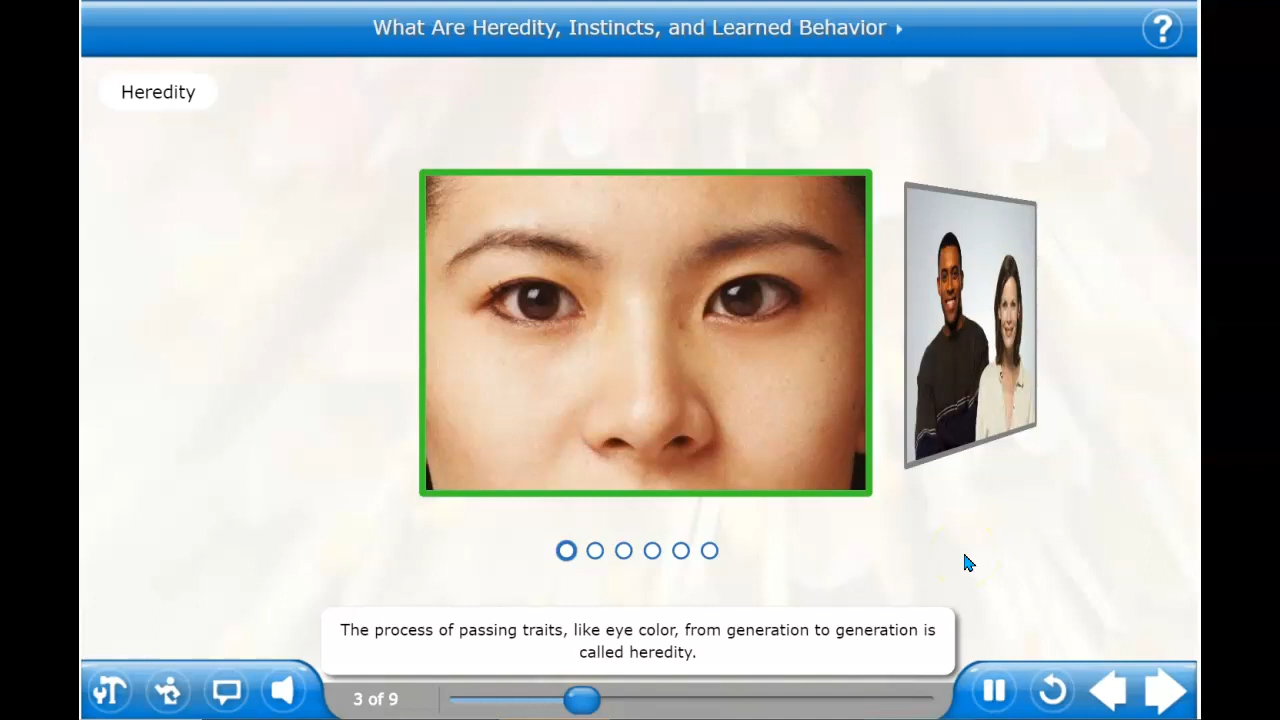 What Are Heredity, Instincts, and Learned Behavior
?
Heredity
The process of passing traits, like eye color, from generation to generation is
called heredity.
3 of 9